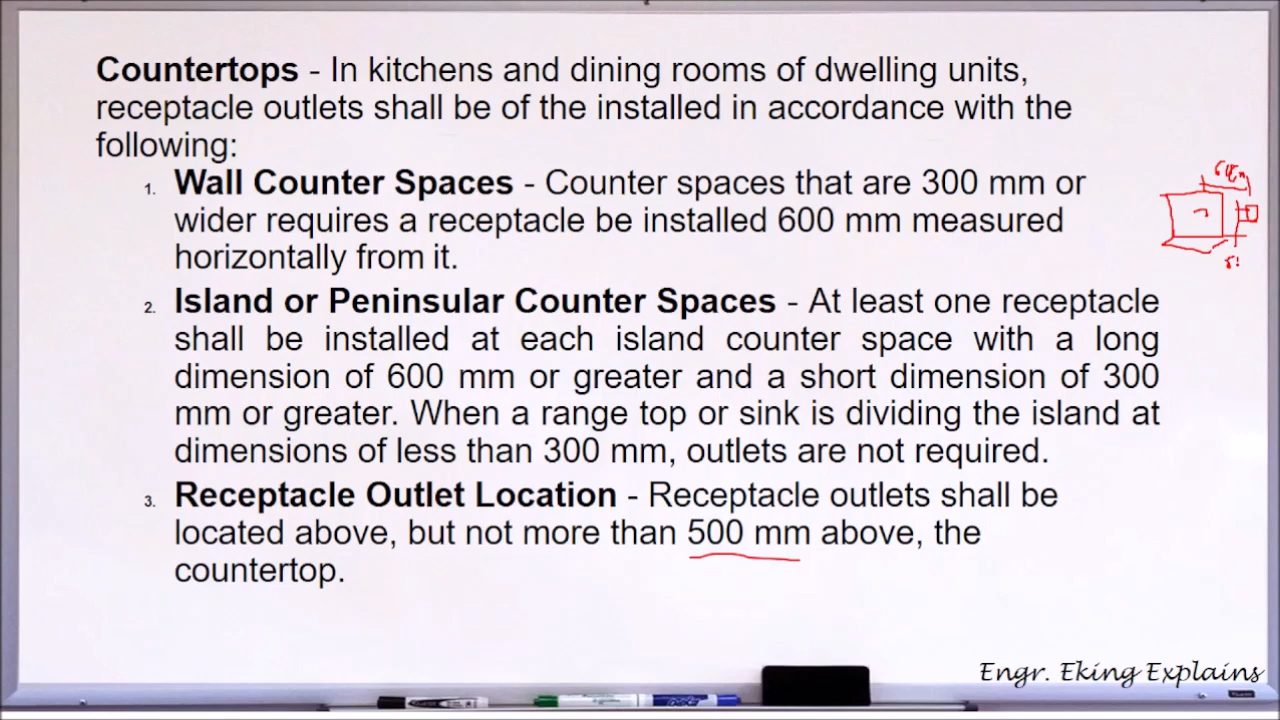 Countertops - In kitchens and dining rooms of dwelling units,
receptacle outlets shall be of the installed in accordance with the
following:
1. Wall Counter Spaces - Counter spaces that are 300 mm or
wider requires a receptacle be installed 600 mm measured
horizontally from it.
2. Island or Peninsular Counter Spaces - At least one receptacle
shall be installed at each island counter space with a long
dimension of 600 mm or greater and a short dimension of 300
mm or greater. When a range top or sink is dividing the island at
dimensions of less than 300 mm, outlets are not required.
3. Receptacle Outlet Location - Receptacle outlets shall be
located above, but not more than 500 mm above, the
countertop.
Engr. Eking Explains